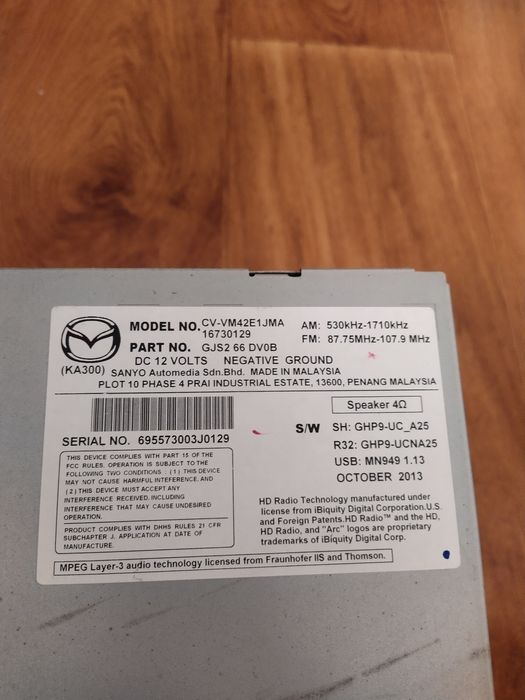 MODEL NO. CV-VM42E1JMA
16730129
PART NO. GJS2 66 DV0B
DC 12 VOLTS NEGATIVE GROUND
(KA300) SANYO Automedia Sdn.Bhd. MADE IN MALAYSIA
PLOT 10 PHASE 4 PRAI INDUSTRIAL ESTATE, 13600, PENANG MALAYSIA
AM: 530kHz-1710kHz
FM: 87.75MHz-107.9 MHz
SERIAL NO. 695573003J0129
THIS DEVICE COMPLIES WITH PART 15 OF THE
FCC RULES. OPERATION IS SUBJECT TO THE
FOLLOWING TWO CONDITIONS : (1) THIS DEVICE
MAY NOT CAUSE HARMFUL INTERFERENCE, AND
(2) THIS DEVICE MUST ACCEPT ANY
INTERFERENCE RECEIVED, INCLUDING
INTERFERENCE THAT MAY CAUSE UNDESIRED
OPERATION.
PRODUCT COMPLIES WITH DHHS RULES 21 CFR
SUBCHAPTER J. APPLICATION AT DATE OF
MANUFACTURE.
Speaker 4Ω
S/W SH: GHP9-UC_A25
R32: GHP9-UCNA25
USB: MN949 1.13
OCTOBER 2013
HD Radio Technology manufactured under
license from iBiquity Digital Corporation.U.S.
and Foreign Patents.HD Radio™ and the HD,
HD Radio, and "Arc" logos are proprietary
trademarks of iBiquity Digital Corp.
MPEG Layer-3 audio technology licensed from Fraunhofer IIS and Thomson.